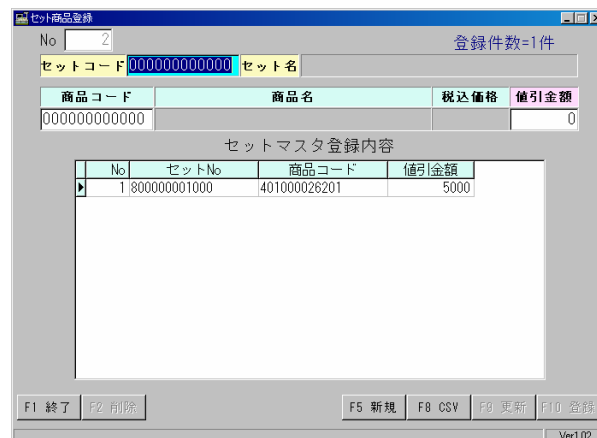 セット商品登録
No 2 登録件数=1件
セットコード 000000000000 セット名
商品コード 商品名 税込価格 値引金額
000000000000 0
セットマスタ登録内容
No セットNo 商品コード 値引金額
1 800000001000 401000026201 5000
F1 終了 F2 削除 F5 新規 F8 CSV F9 更新 F10 登録
Ver1.02